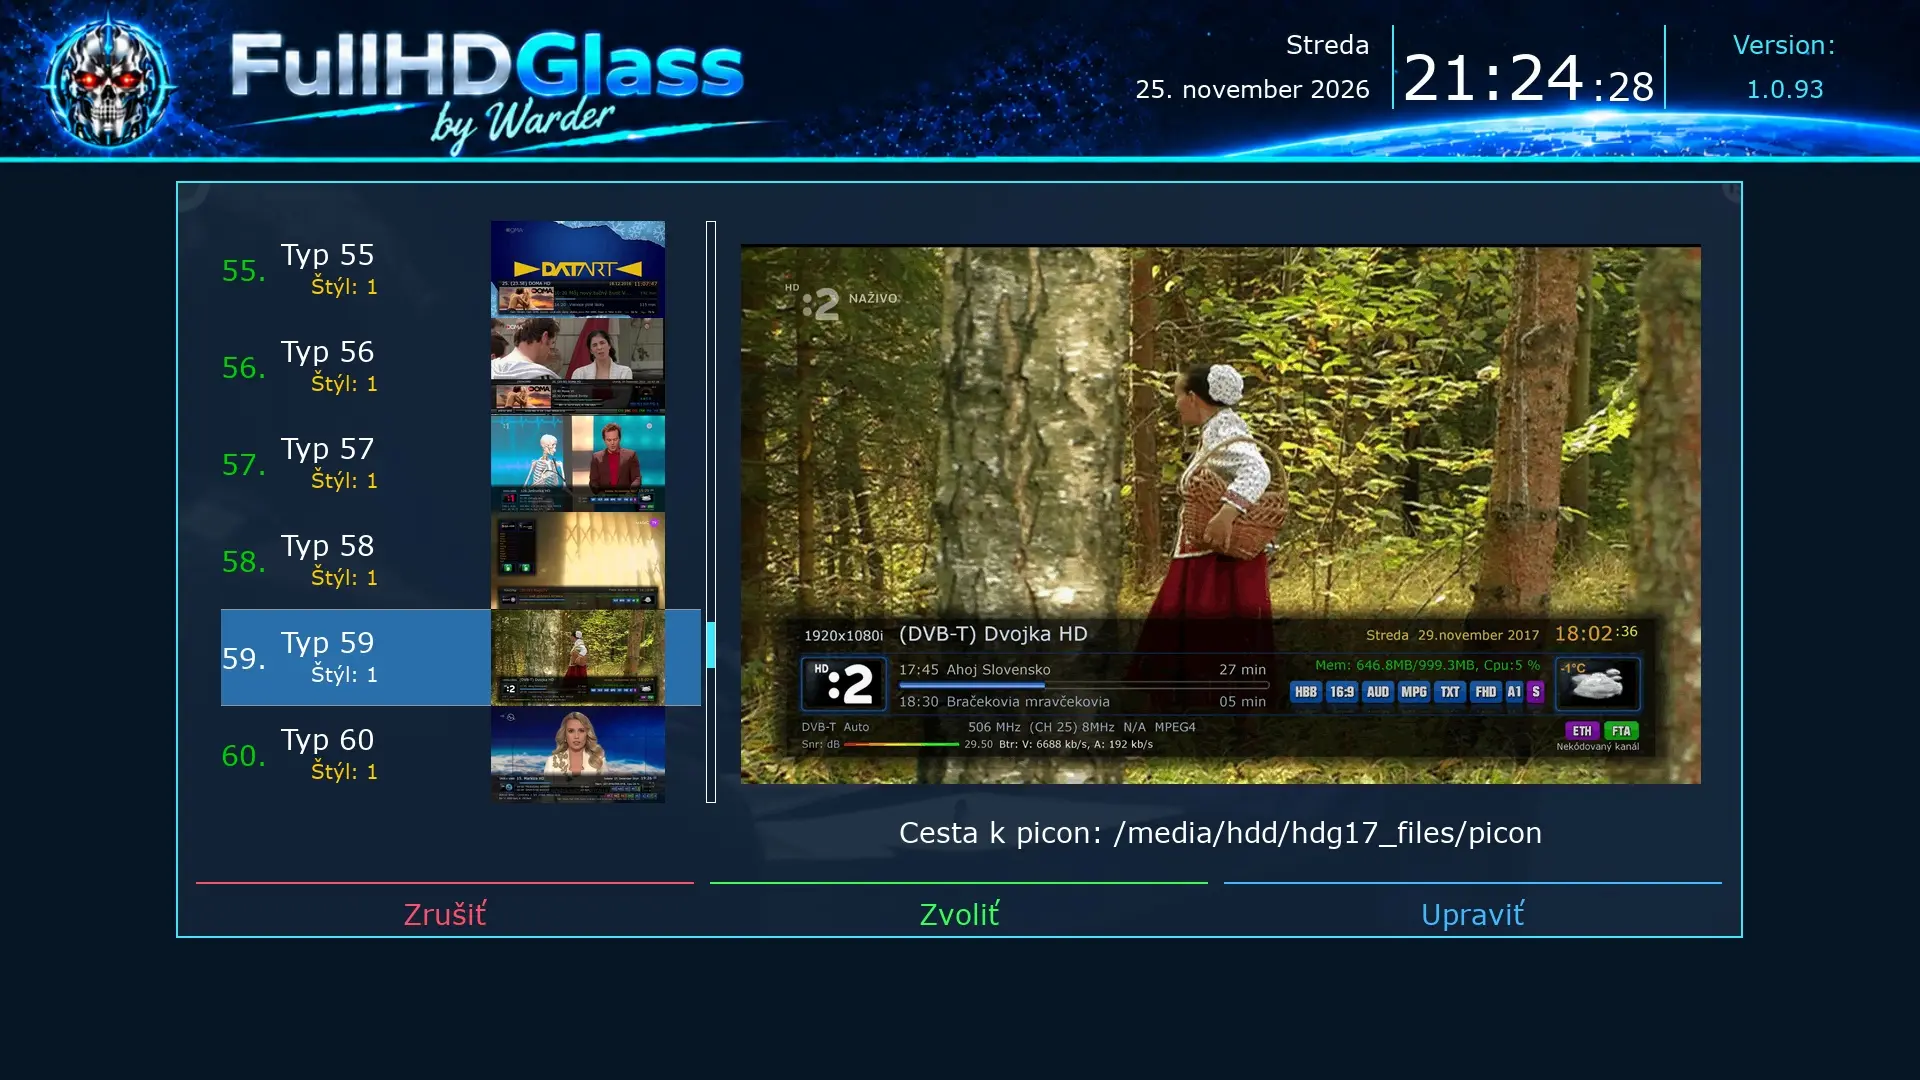 FullHDGlass
by Warder
Streda
25. november 2026
21:24:28
Version:
1.0.93
55.
Typ 55
Štýl: 1
DATART
56.
Typ 56
Štýl: 1
57.
Typ 57
Štýl: 1
58.
Typ 58
Štýl: 1
59.
Typ 59
Štýl: 1
60.
Typ 60
Štýl: 1
HD :2 NAŽIVO
1920x1080i (DVB-T) Dvojka HD
Streda 29.november 2017 18:02:36
HD :2
17:45 Ahoj Slovensko 27 min
18:30 Bračekovia mravčekovia 05 min
Mem: 646.8MB/999.3MB, Cpu:5 %
HBB 16:9 AUD MPG TXT FHD A1 S
-1°C
DVB-T Auto 506 MHz (CH 25) 8MHz N/A MPEG4
Snr: dB 29.50 Btr: V: 6688 kb/s, A: 192 kb/s
ETH FTA
Nekódovaný kanál
Cesta k picon: /media/hdd/hdg17_files/picon
Zrušiť
Zvoliť
Upraviť